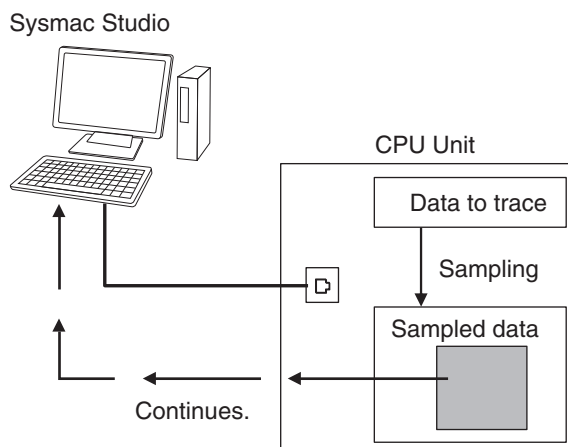 Sysmac Studio
CPU Unit
Data to trace
Sampling
Sampled data
Continues.